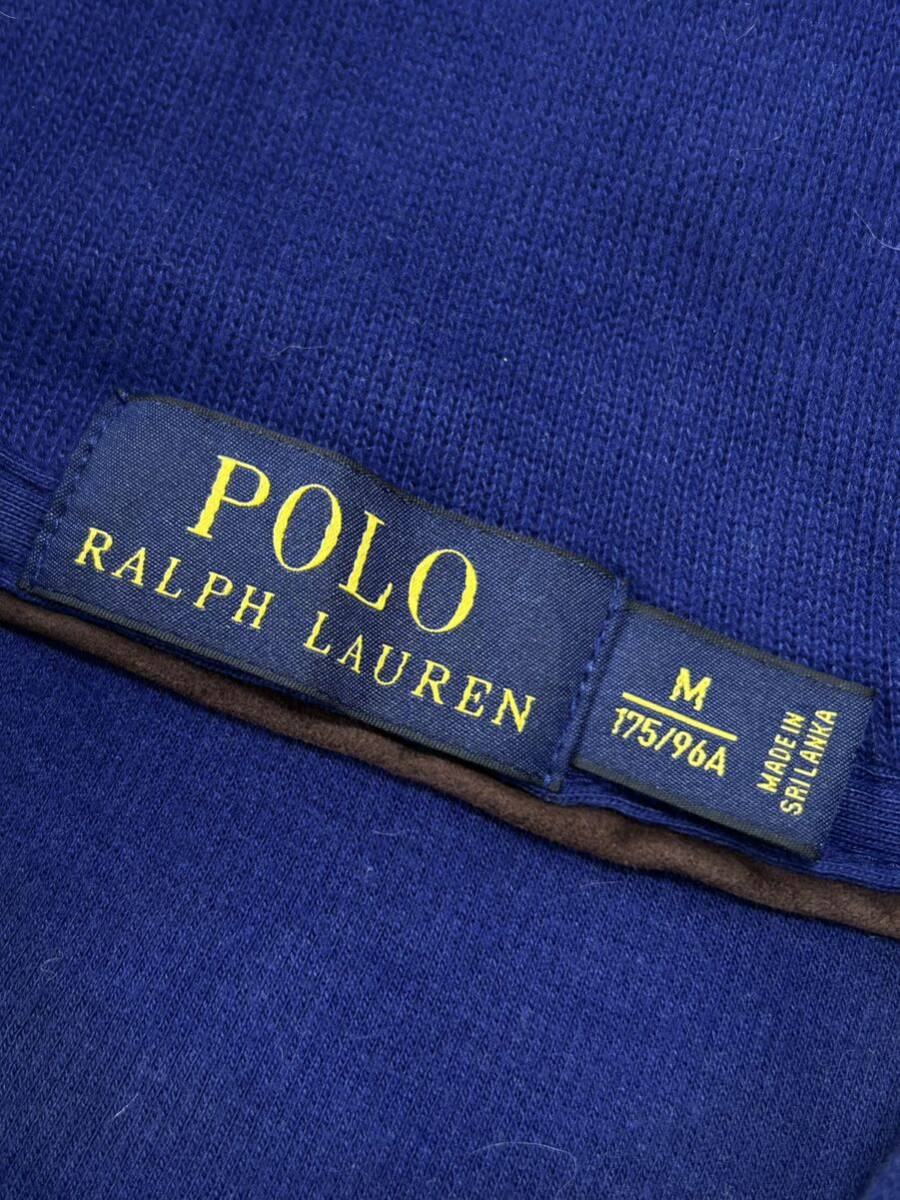 POLO
RALPH LAUREN
M
175/96A
MADE IN
SRI LANKA